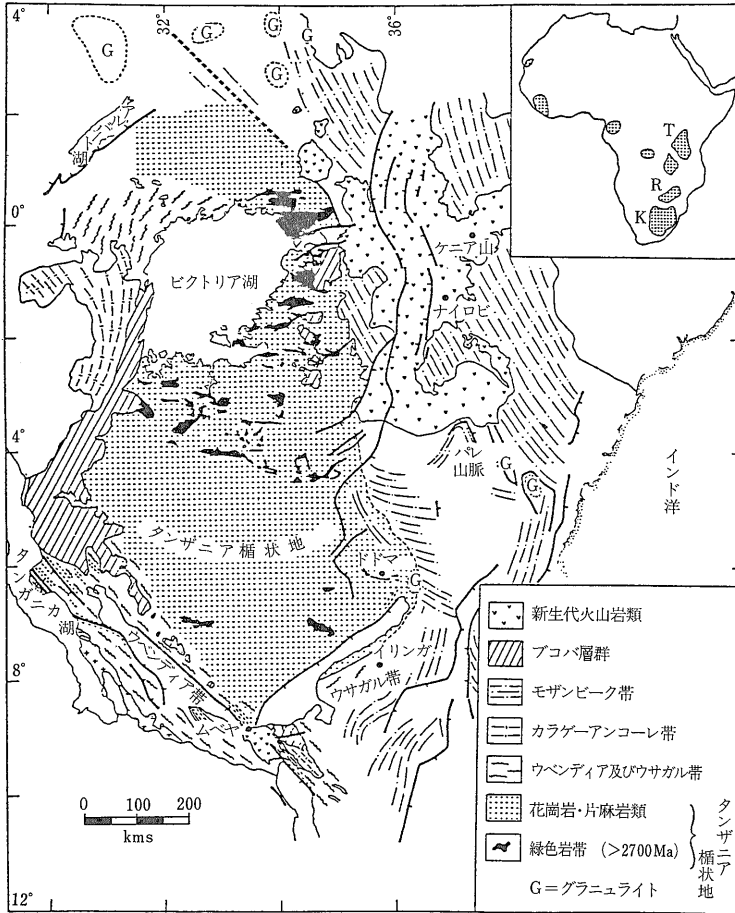 4°
32°
36°
G
G
G
G
アルバート湖
T
R
K
0°
ケニア山
ビクトリア湖
ナイロビ
4°
パレ
山脈
G
G
インド洋
タンザニア楯状地
ドドマ
G
タンガニカ湖
ウベンディア帯
イリンガ
8°
ウサガル帯
ムベヤ
0 100 200
kms
12°
新生代火山岩類
ブコバ層群
モザンビーク帯
カラゲーアンコーレ帯
ウベンディア及びウサガル帯
花崗岩・片麻岩類
緑色岩帯 (>2700Ma)
タンザニア楯状地
G=グラニュライト